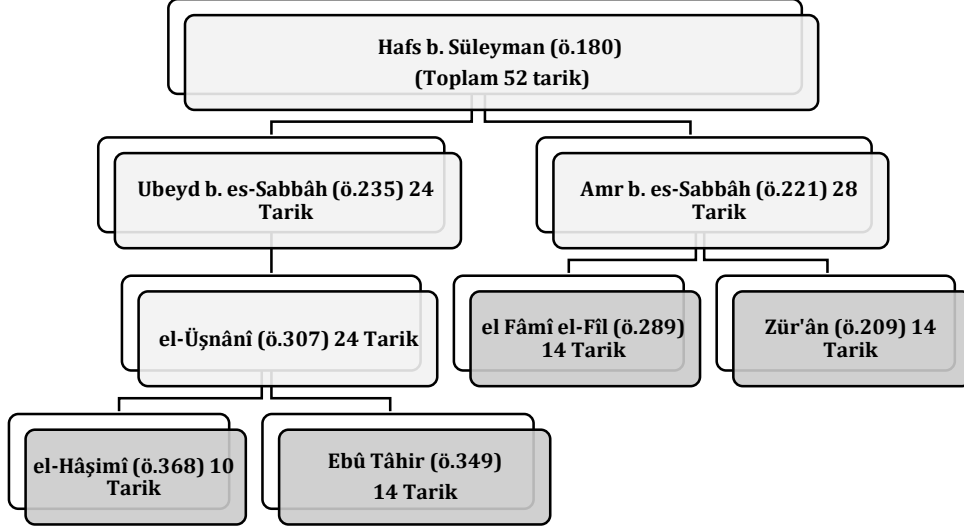 Hafs b. Süleyman (ö.180)
(Toplam 52 tarik)
Ubeyd b. es-Sabbâh (ö.235) 24
Tarik
Amr b. es-Sabbâh (ö.221) 28
Tarik
el-Üşnânî (ö.307) 24 Tarik
el Fâmî el-Fîl (ö.289)
14 Tarik
Zür'ân (ö.209) 14
Tarik
el-Hâşimî (ö.368) 10
Tarik
Ebû Tâhir (ö.349)
14 Tarik